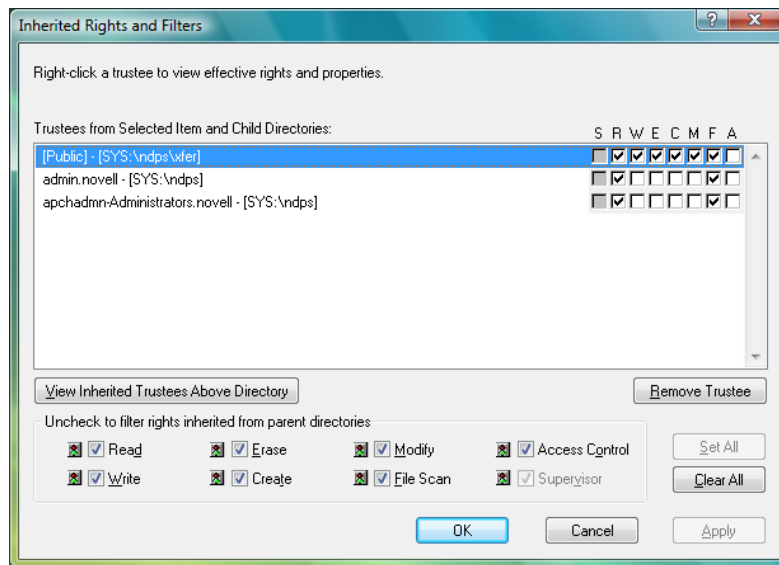 Inherited Rights and Filters
?
Right-click a trustee to view effective rights and properties.
Trustees from Selected Item and Child Directories: S R W E C M F A
[Public] - [SYS:\ndps\xfer]
admin.novell - [SYS:\ndps]
apchadmn-Administrators.novell - [SYS:\ndps]
View Inherited Trustees Above Directory Remove Trustee
Uncheck to filter rights inherited from parent directories
Read Erase Modify Access Control Set All
Write Create File Scan Supervisor Clear All
OK Cancel Apply